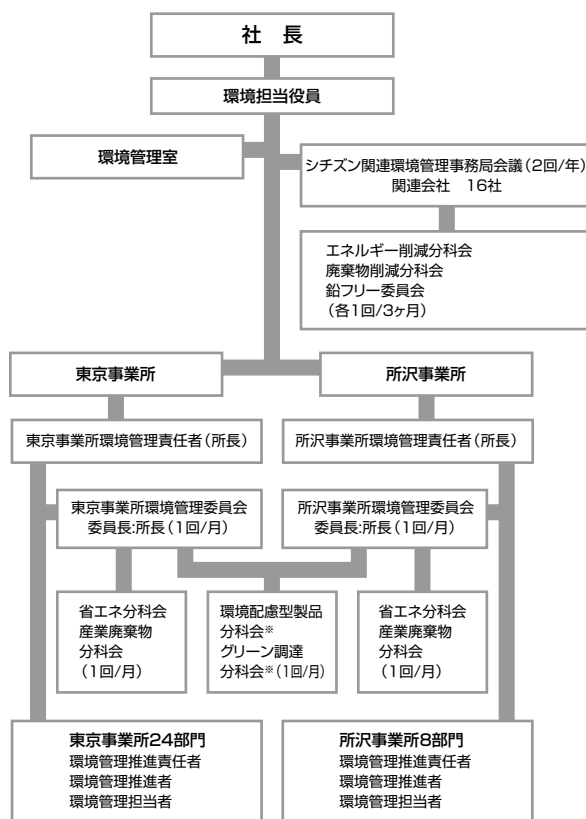 社　長
環境担当役員
環境管理室
シチズン関連環境管理事務局会議（2回/年）
関連会社　16社
エネルギー削減分科会
廃棄物削減分科会
鉛フリー委員会
（各1回/3ヶ月）
東京事業所
所沢事業所
東京事業所環境管理責任者（所長）
所沢事業所環境管理責任者（所長）
東京事業所環境管理委員会
委員長:所長（1回/月）
所沢事業所環境管理委員会
委員長:所長（1回/月）
省エネ分科会
産業廃棄物
分科会
（1回/月）
環境配慮型製品
分科会※
グリーン調達
分科会※（1回/月）
省エネ分科会
産業廃棄物
分科会
（1回/月）
東京事業所24部門
環境管理推進責任者
環境管理推進者
環境管理担当者
所沢事業所8部門
環境管理推進責任者
環境管理推進者
環境管理担当者